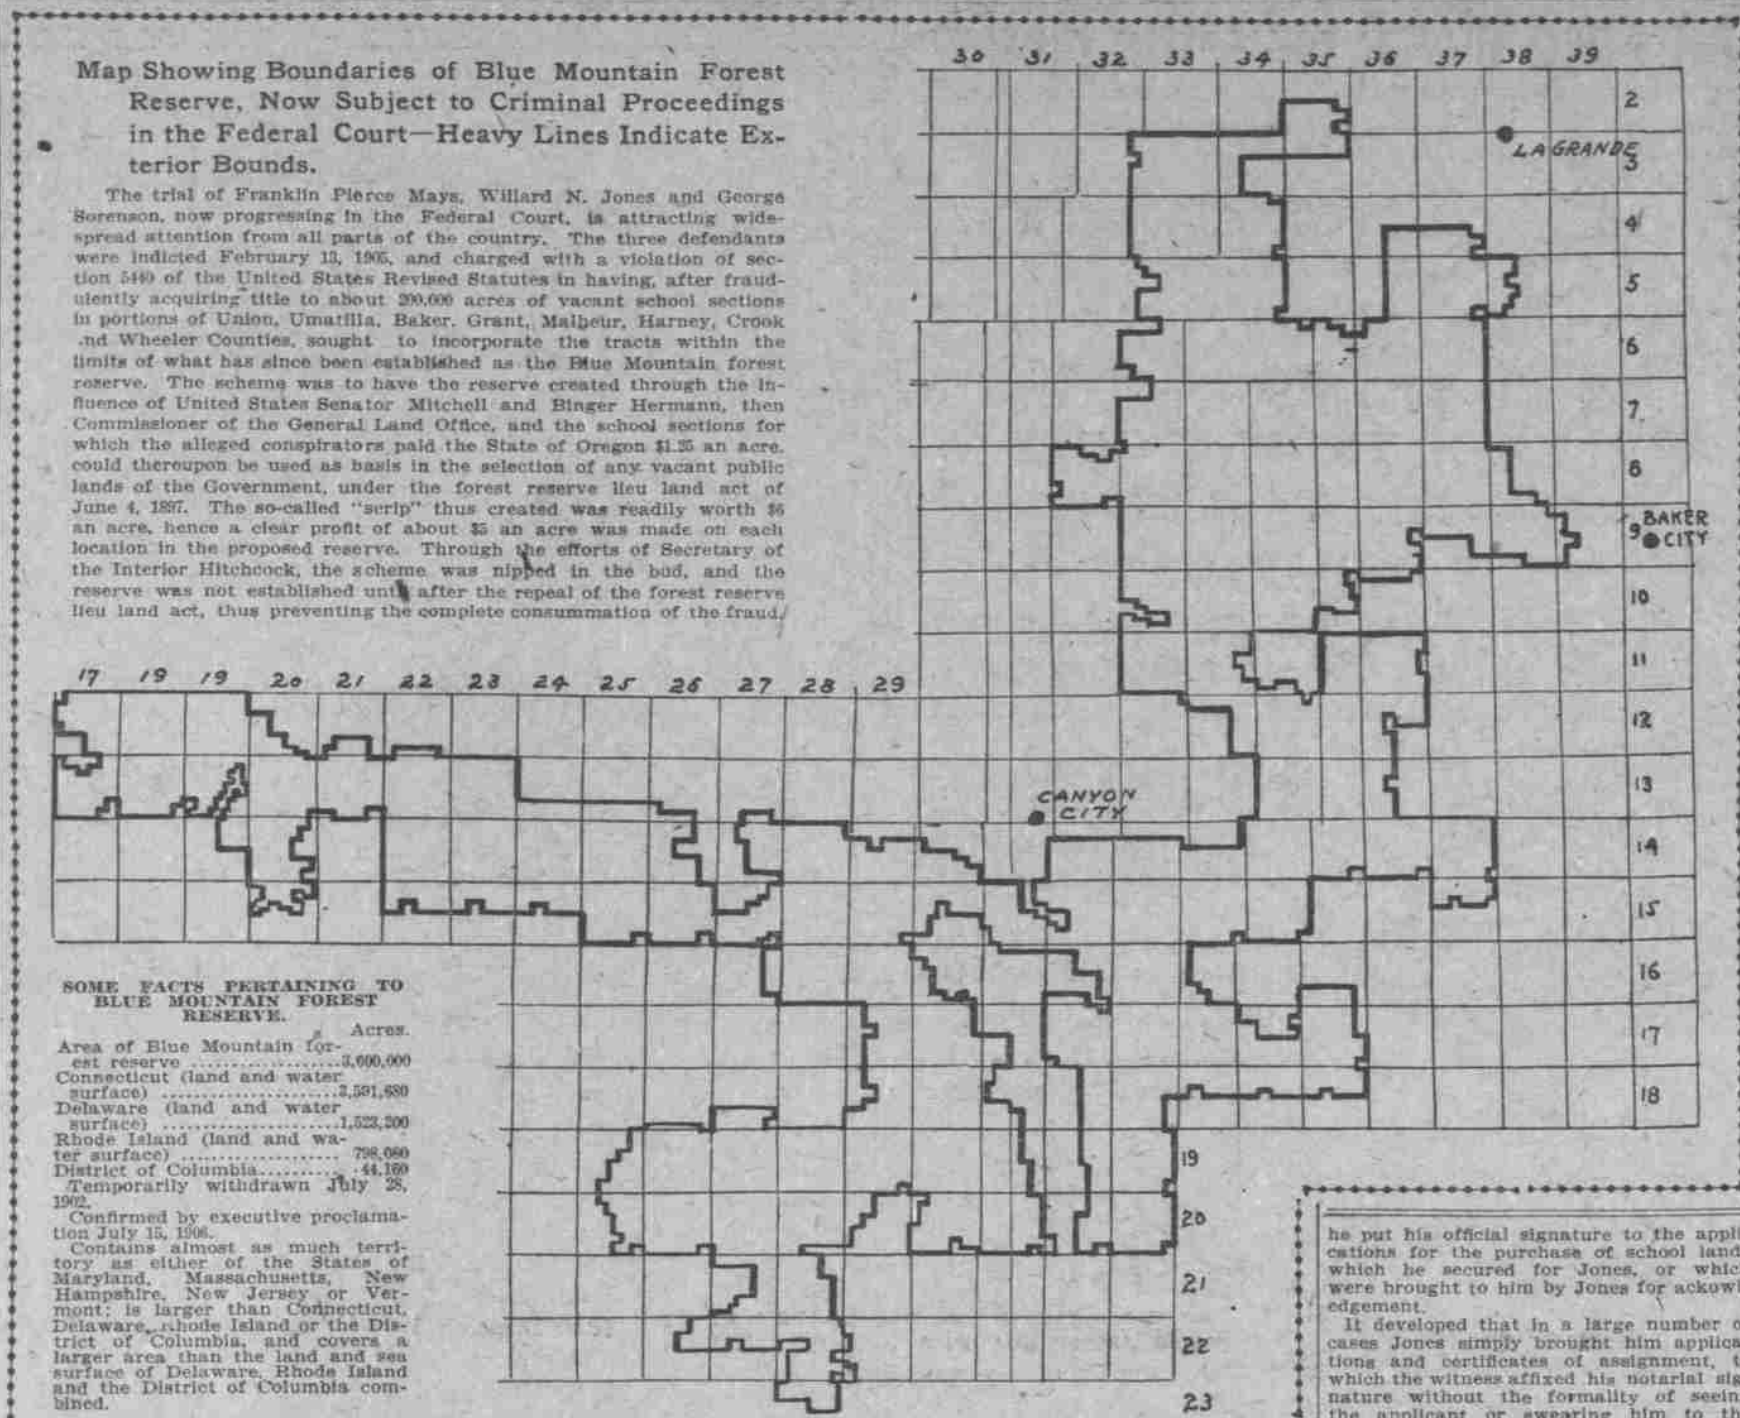 Map Showing Boundaries of Blue Mountain Forest
Reserve, Now Subject to Criminal Proceedings
in the Federal Court—Heavy Lines Indicate Ex-
terior Bounds.
The trial of Franklin Pierce Mays, Willard N. Jones and George
Sorenson, now progressing in the Federal Court, is attracting wide-
spread attention from all parts of the country. The three defendants
were indicted February 13, 1905, and charged with a violation of sec-
tion 5440 of the United States Revised Statutes in having, after fraud-
ulently acquiring title to about 200,000 acres of vacant school sections
in portions of Union, Umatilla, Baker, Grant, Malheur, Harney, Crook
.nd Wheeler Counties, sought to incorporate the tracts within the
limits of what has since been established as the Blue Mountain forest
reserve. The scheme was to have the reserve created through the in-
fluence of United States Senator Mitchell and Binger Hermann, then
Commissioner of the General Land Office, and the school sections for
which the alleged conspirators paid the State of Oregon $1.25 an acre,
could thereupon be used as basis in the selection of any vacant public
lands of the Government, under the forest reserve lieu land act of
June 4, 1897. The so-called "scrip" thus created was readily worth $6
an acre, hence a clear profit of about $5 an acre was made on each
location in the proposed reserve. Through the efforts of Secretary of
the Interior Hitchcock, the scheme was nipped in the bud, and the
reserve was not established until after the repeal of the forest reserve
lieu land act, thus preventing the complete consummation of the fraud.
30 31 32 33 34 35 36 37 38 39
2
LA GRANDE
3
4
5
6
7
8
9 BAKER
CITY
10
11
12
13
14
15
16
17
18
17 19 19 20 21 22 23 24 25 26 27 28 29
CANYON
CITY
19
20
21
22
23
SOME FACTS PERTAINING TO
BLUE MOUNTAIN FOREST
RESERVE.
Acres.
Area of Blue Mountain for-
est reserve ..................3,600,000
Connecticut (land and water
surface) .....................3,591,680
Delaware (land and water
surface) .....................1,523,200
Rhode Island (land and wa-
ter surface) .................. 798,080
District of Columbia.......... 44,160
Temporarily withdrawn July 28,
1902.
Confirmed by executive proclama-
tion July 15, 1906.
Contains almost as much terri-
tory as either of the States of
Maryland, Massachusetts, New
Hampshire, New Jersey or Ver-
mont; is larger than Connecticut,
Delaware, Rhode Island or the Dis-
trict of Columbia, and covers a
larger area than the land and sea
surface of Delaware, Rhode Island
and the District of Columbia com-
bined.
he put his official signature to the appli
cations for the purchase of school land
which he secured for Jones, or whic
were brought to him by Jones for ackowl
edgement.
It developed that in a large number o
cases Jones simply brought him applica
tions and certificates of assignment, t
which the witness affixed his notarial sig
nature without the formality of seein
the applicant or swearing him to th